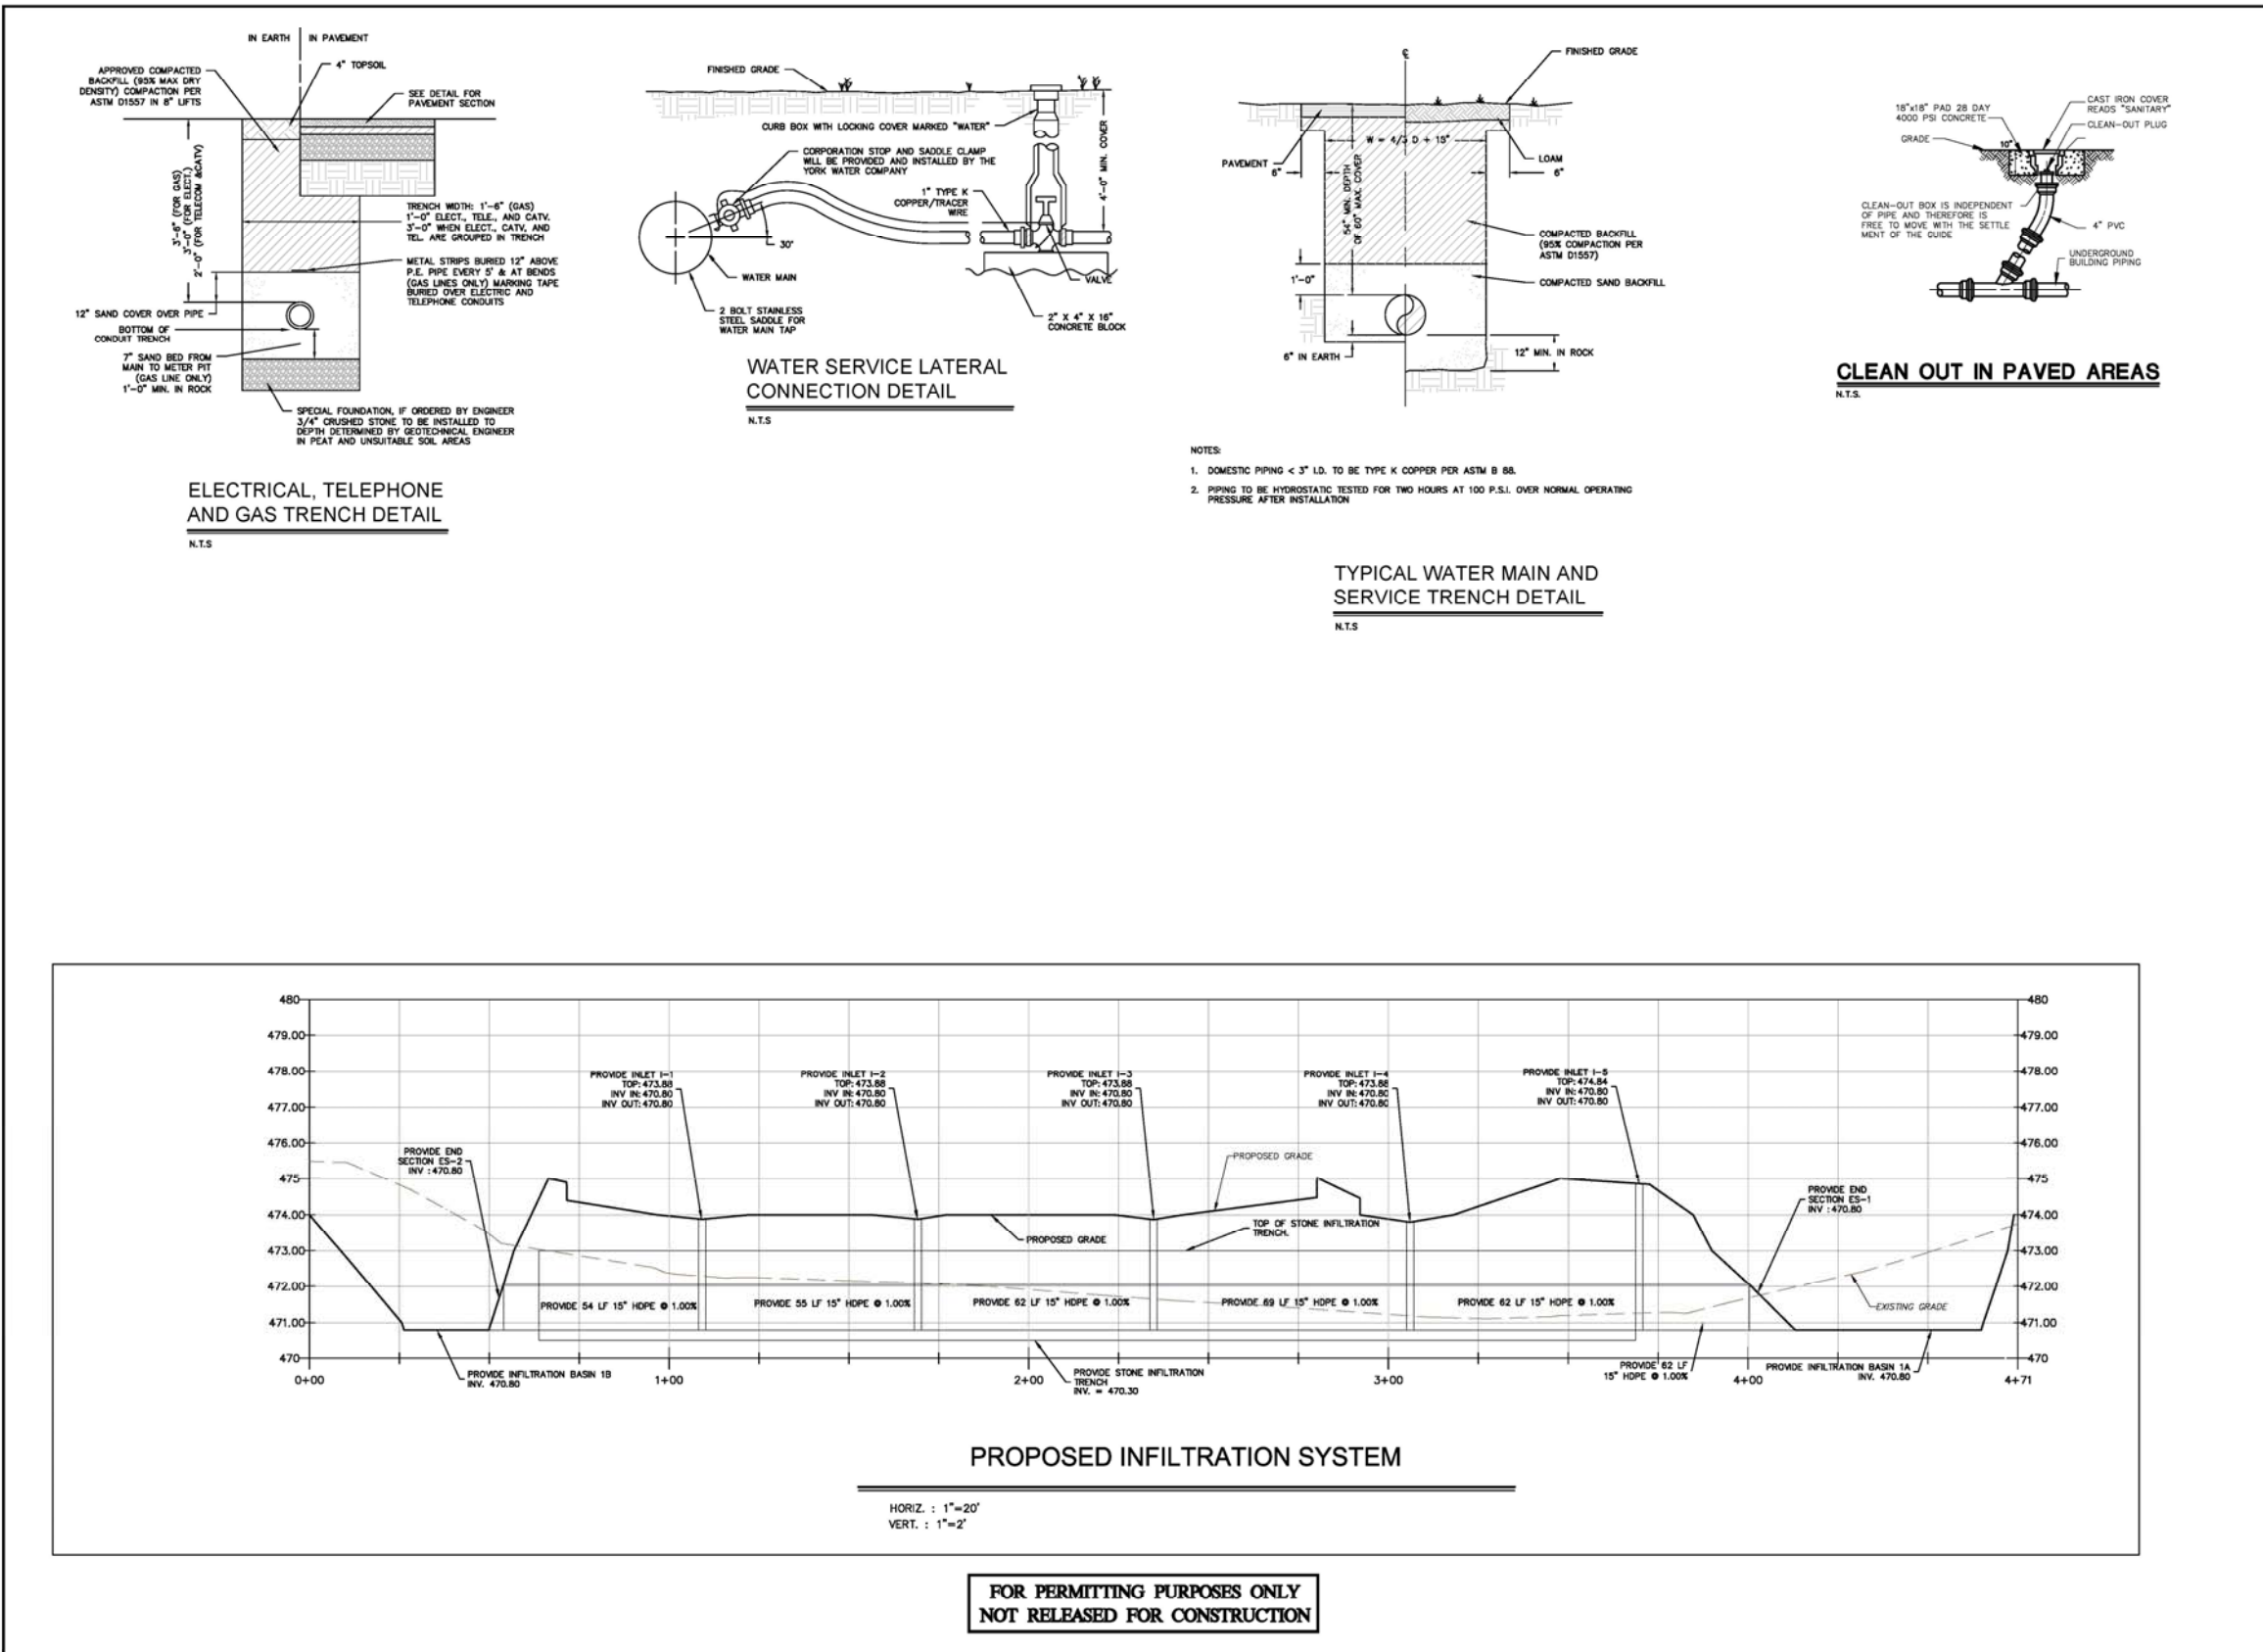 IN EARTH
IN PAVEMENT
4" TOPSOIL
APPROVED COMPACTED
BACKFILL (95% MAX DRY
DENSITY) COMPACTION PER
ASTM D1557 IN 8" LIFTS
SEE DETAIL FOR
PAVEMENT SECTION
3'-6" (FOR GAS)
3'-0" (FOR ELECT.)
2'-0" (FOR TELECOM &CATV)
TRENCH WIDTH: 1'-6" (GAS)
1'-0" ELECT., TELE., AND CATV.
3'-0" WHEN ELECT., CATV, AND
TEL. ARE GROUPED IN TRENCH
METAL STRIPS BURIED 12" ABOVE
P.E. PIPE EVERY 5' & AT BENDS
(GAS LINES ONLY) MARKING TAPE
BURIED OVER ELECTRIC AND
TELEPHONE CONDUITS
12" SAND COVER OVER PIPE
BOTTOM OF
CONDUIT TRENCH
7" SAND BED FROM
MAIN TO METER PIT
(GAS LINE ONLY)
1'-0" MIN. IN ROCK
SPECIAL FOUNDATION, IF ORDERED BY ENGINEER
3/4" CRUSHED STONE TO BE INSTALLED TO
DEPTH DETERMINED BY GEOTECHNICAL ENGINEER
IN PEAT AND UNSUITABLE SOIL AREAS
ELECTRICAL, TELEPHONE
AND GAS TRENCH DETAIL
N.T.S
FINISHED GRADE
CURB BOX WITH LOCKING COVER MARKED "WATER"
CORPORATION STOP AND SADDLE CLAMP
WILL BE PROVIDED AND INSTALLED BY THE
YORK WATER COMPANY
1" TYPE K
COPPER/TRACER
WIRE
4'-0" MIN. COVER
30°
WATER MAIN
VALVE
2 BOLT STAINLESS
STEEL SADDLE FOR
WATER MAIN TAP
2" X 4" X 16"
CONCRETE BLOCK
WATER SERVICE LATERAL
CONNECTION DETAIL
N.T.S
℄
FINISHED GRADE
W = 4/3 D + 15"
PAVEMENT
6"
LOAM
6"
54" MIN. DEPTH
OF 60" MAX. COVER
COMPACTED BACKFILL
(95% COMPACTION PER
ASTM D1557)
1'-0"
COMPACTED SAND BACKFILL
6" IN EARTH
12" MIN. IN ROCK
NOTES:
1. DOMESTIC PIPING < 3" I.D. TO BE TYPE K COPPER PER ASTM B 88.
2. PIPING TO BE HYDROSTATIC TESTED FOR TWO HOURS AT 100 P.S.I. OVER NORMAL OPERATING
PRESSURE AFTER INSTALLATION
TYPICAL WATER MAIN AND
SERVICE TRENCH DETAIL
N.T.S
18"x18" PAD 28 DAY
4000 PSI CONCRETE
CAST IRON COVER
READS "SANITARY"
CLEAN-OUT PLUG
GRADE
10"
CLEAN-OUT BOX IS INDEPENDENT
OF PIPE AND THEREFORE IS
FREE TO MOVE WITH THE SETTLE
MENT OF THE GUIDE
4" PVC
UNDERGROUND
BUILDING PIPING
CLEAN OUT IN PAVED AREAS
N.T.S.
480
479.00
478.00
477.00
476.00
475
474.00
473.00
472.00
471.00
470
PROVIDE END
SECTION ES-2
INV : 470.80
PROVIDE INLET I-1
TOP: 473.88
INV IN: 470.80
INV OUT: 470.80
PROVIDE INLET I-2
TOP: 473.88
INV IN: 470.80
INV OUT: 470.80
PROVIDE INLET I-3
TOP: 473.88
INV IN: 470.80
INV OUT: 470.80
PROVIDE INLET I-4
TOP: 473.88
INV IN: 470.80
INV OUT: 470.80
PROVIDE INLET I-5
TOP: 474.84
INV IN: 470.80
INV OUT: 470.80
PROVIDE END
SECTION ES-1
INV : 470.80
PROPOSED GRADE
PROPOSED GRADE
TOP OF STONE INFILTRATION
TRENCH.
PROVIDE 54 LF 15" HDPE @ 1.00%
PROVIDE 55 LF 15" HDPE @ 1.00%
PROVIDE 62 LF 15" HDPE @ 1.00%
PROVIDE 69 LF 15" HDPE @ 1.00%
PROVIDE 62 LF 15" HDPE @ 1.00%
EXISTING GRADE
480
479.00
478.00
477.00
476.00
475
474.00
473.00
472.00
471.00
470
PROVIDE INFILTRATION BASIN 1B
INV. 470.80
PROVIDE STONE INFILTRATION
TRENCH
INV. = 470.30
PROVIDE 62 LF
15" HDPE @ 1.00%
PROVIDE INFILTRATION BASIN 1A
INV. 470.80
0+00
1+00
2+00
3+00
4+00
4+71
PROPOSED INFILTRATION SYSTEM
HORIZ. : 1"=20'
VERT. : 1"=2'
FOR PERMITTING PURPOSES ONLY
NOT RELEASED FOR CONSTRUCTION